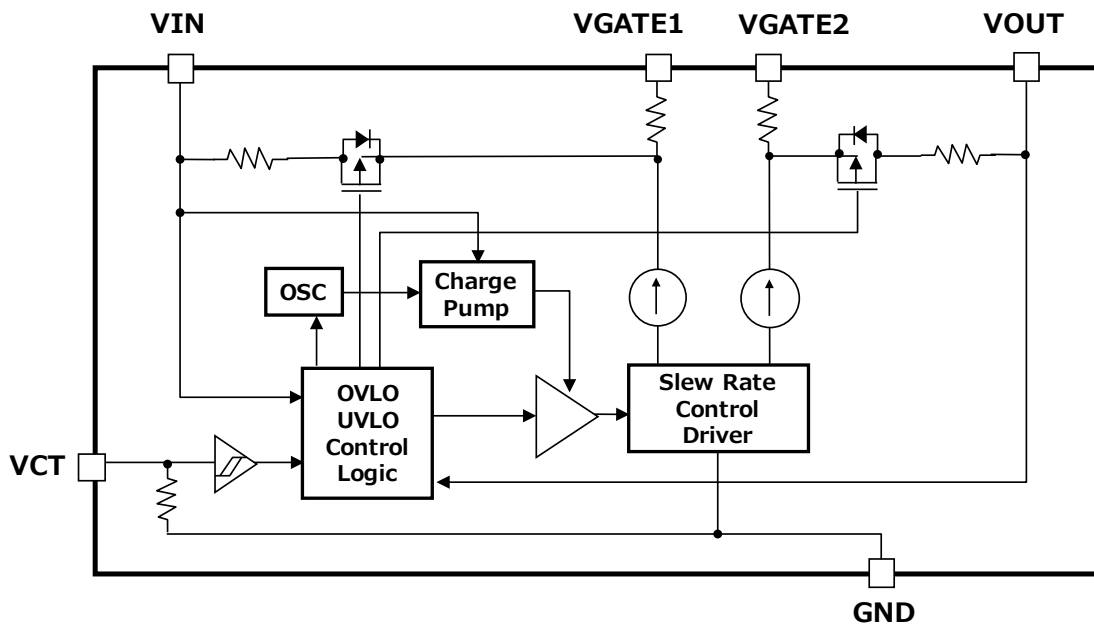 VIN
VGATE1
VGATE2
VOUT
OSC
Charge
Pump
OVLO
UVLO
Control
Logic
Slew Rate
Control
Driver
VCT
GND